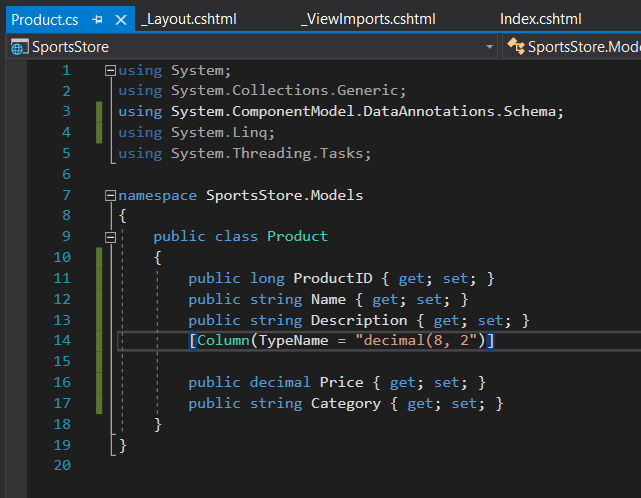 Product.cs _Layout.cshtml _ViewImports.cshtml Index.cshtml
SportsStore SportsStore.Mode
1 using System;
2 using System.Collections.Generic;
3 using System.ComponentModel.DataAnnotations.Schema;
4 using System.Linq;
5 using System.Threading.Tasks;
6
7 namespace SportsStore.Models
8 {
9 public class Product
10 {
11 public long ProductID { get; set; }
12 public string Name { get; set; }
13 public string Description { get; set; }
14 [Column(TypeName = "decimal(8, 2")]
15
16 public decimal Price { get; set; }
17 public string Category { get; set; }
18 }
19 }
20